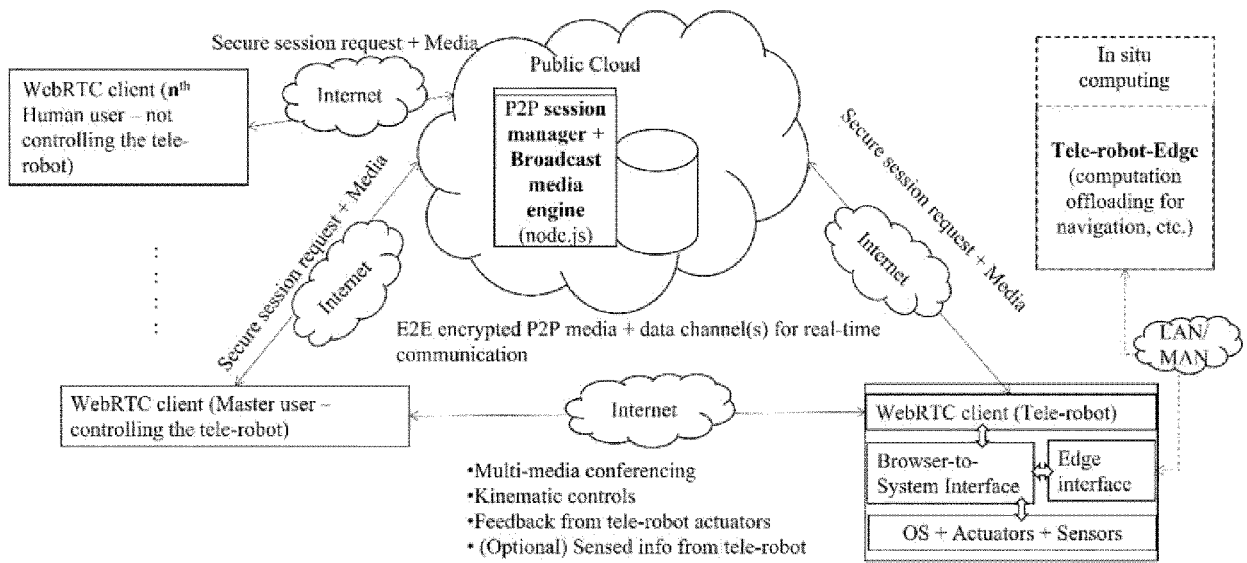 Secure session request + Media
Public Cloud
WebRTC client (nth
Human user – not
controlling the tele-
robot)
Internet
P2P session
manager +
Broadcast
media
engine
(node.js)
Secure session request + Media
Internet
Secure session request + Media
Internet
In situ
computing
Tele-robot-Edge
(computation
offloading for
navigation, etc.)
LAN/
MAN
E2E encrypted P2P media + data channel(s) for real-time
communication
WebRTC client (Master user –
controlling the tele-robot)
Internet
WebRTC client (Tele-robot)
Browser-to-
System Interface
Edge
interface
OS + Actuators + Sensors
•Multi-media conferencing
•Kinematic controls
•Feedback from tele-robot actuators
• (Optional) Sensed info from tele-robot